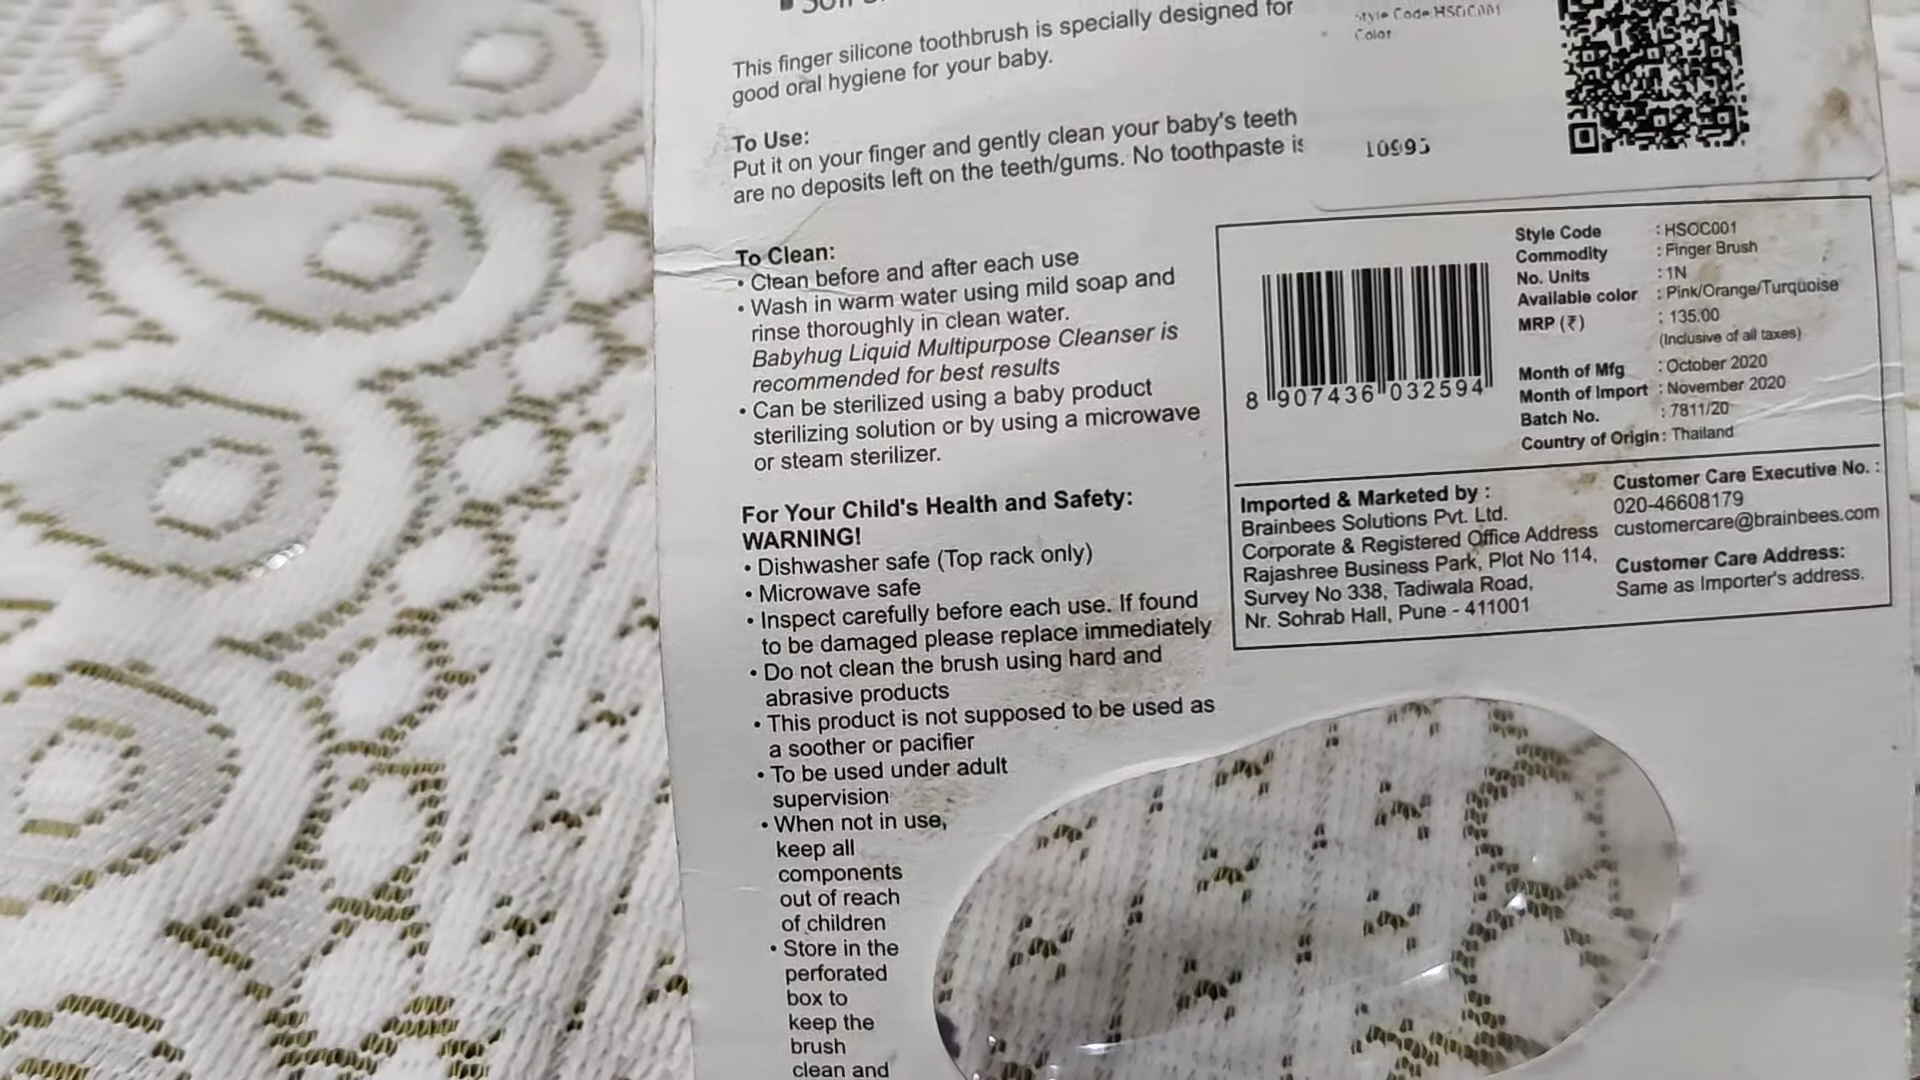 This finger silicone toothbrush is specially designed for
good oral hygiene for your baby.
To Use:
Put it on your finger and gently clean your baby's teeth
are no deposits left on the teeth/gums. No toothpaste is
To Clean:
• Clean before and after each use
• Wash in warm water using mild soap and
rinse thoroughly in clean water.
Babyhug Liquid Multipurpose Cleanser is
recommended for best results
• Can be sterilized using a baby product
sterilizing solution or by using a microwave
or steam sterilizer.
For Your Child's Health and Safety:
WARNING!
• Dishwasher safe (Top rack only)
• Microwave safe
• Inspect carefully before each use. If found
to be damaged please replace immediately
• Do not clean the brush using hard and
abrasive products
• This product is not supposed to be used as
a soother or pacifier
• To be used under adult
supervision
• When not in use,
keep all
components
out of reach
of children
• Store in the
perforated
box to
keep the
brush
clean and
Style Code HSOC001
Color
10995
8 907436 032594
Style Code : HSOC001
Commodity : Finger Brush
No. Units : 1N
Available color : Pink/Orange/Turquoise
MRP (₹) : 135.00
(Inclusive of all taxes)
Month of Mfg : October 2020
Month of Import : November 2020
Batch No. : 7811/20
Country of Origin : Thailand
Imported & Marketed by :
Brainbees Solutions Pvt. Ltd.
Corporate & Registered Office Address
Rajashree Business Park, Plot No 114,
Survey No 338, Tadiwala Road,
Nr. Sohrab Hall, Pune - 411001
Customer Care Executive No. :
020-46608179
customercare@brainbees.com
Customer Care Address:
Same as Importer's address.